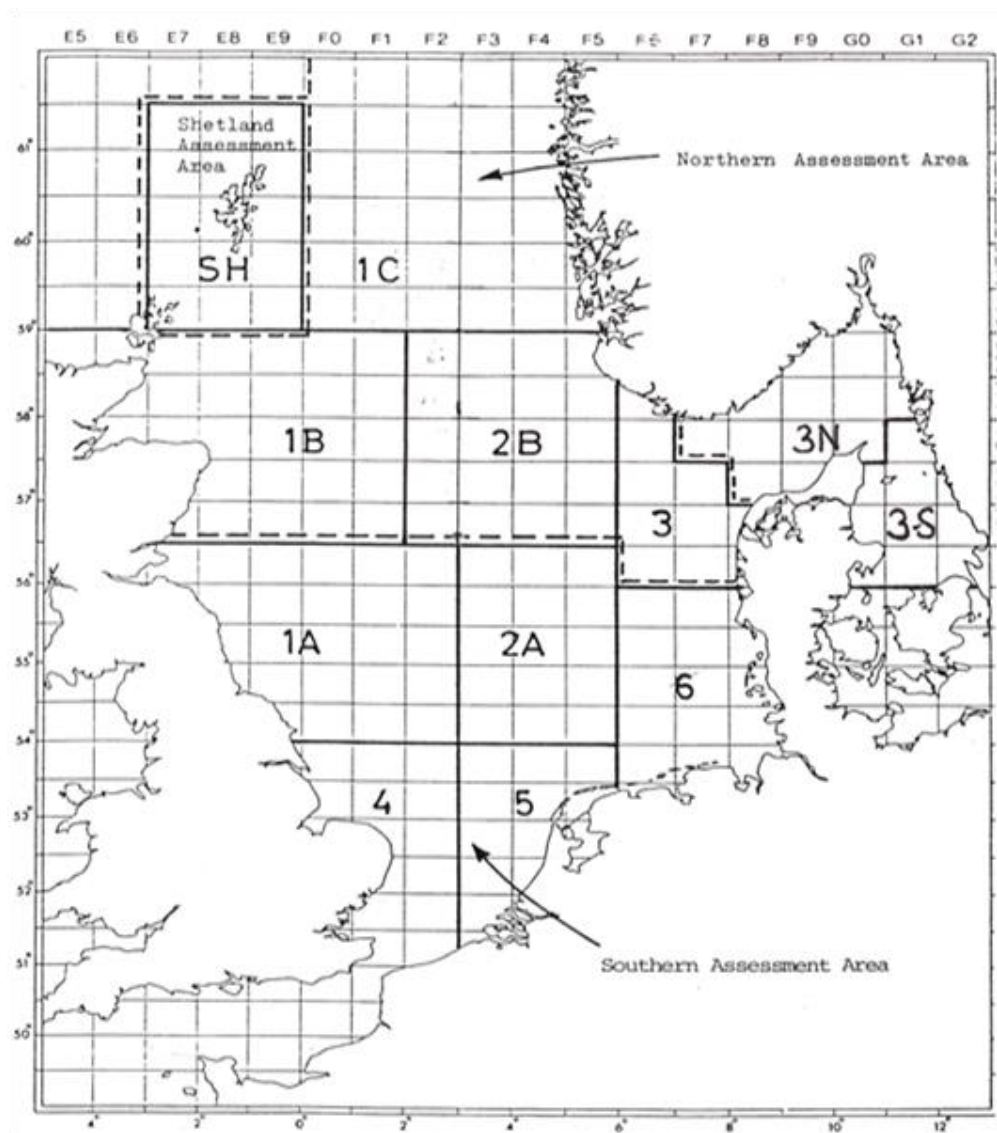 E5 E6 E7 E8 E9 F0 F1 F2 F3 F4 F5 F6 F7 F8 F9 G0 G1 G2
Shetland
Assessment
Area
Northern Assessment Area
61°
60°
SH
1C
59°
58°
1B
2B
3N
57°
3
3-S
56°
1A
2A
55°
6
54°
53°
4
5
52°
51°
Southern Assessment Area
50°
4° 2° 0° 2° 4° 6° 8° 10° 12°